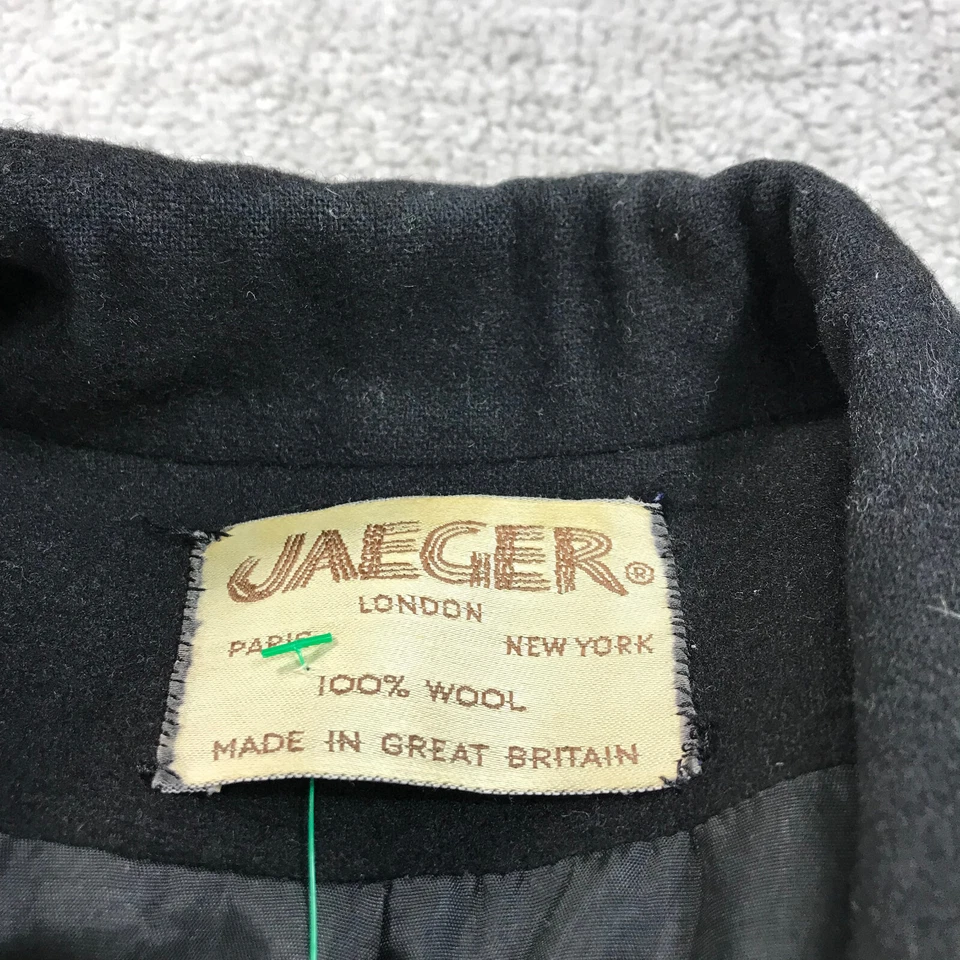 JAEGER®
LONDON
PARIS NEW YORK
100% WOOL
MADE IN GREAT BRITAIN